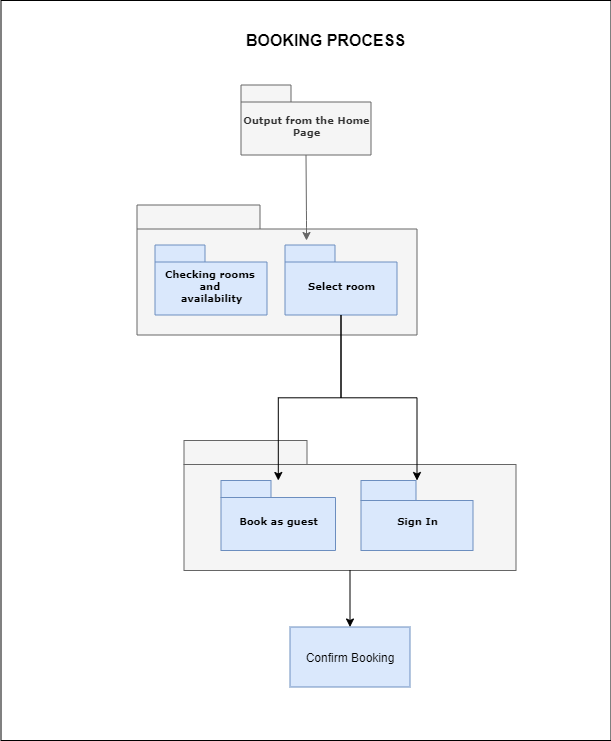 BOOKING PROCESS
Output from the Home
Page
Checking rooms
and
availability
Select room
Book as guest
Sign In
Confirm Booking